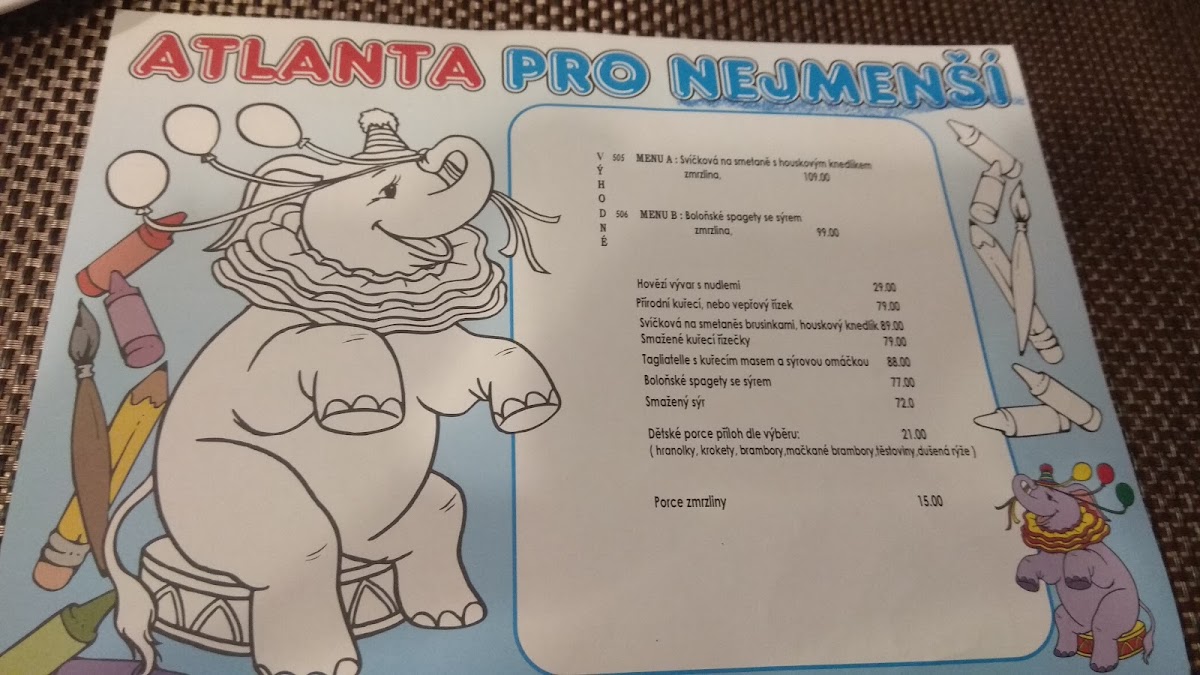 ATLANTA PRO NEJMENŠÍ
VÝHODNÉ
505 MENU A : Svíčková na smetaně s houskovým knedlíkem
zmrzlina, 109.00
506 MENU B : Boloňské spagety se sýrem
zmrzlina, 99.00
Hovězí vývar s nudlemi 29.00
Přírodní kuřecí, nebo vepřový řízek 79.00
Svíčková na smetaněs brusinkami, houskový knedlík 89.00
Smažené kuřecí řízečky 79.00
Tagliatelle s kuřecím masem a sýrovou omáčkou 88.00
Boloňské spagety se sýrem 77.00
Smažený sýr 72.0
Dětské porce příloh dle výběru: 21.00
( hranolky, krokety, brambory,mačkané brambory,těstoviny,dušená rýže )
Porce zmrzliny 15.00